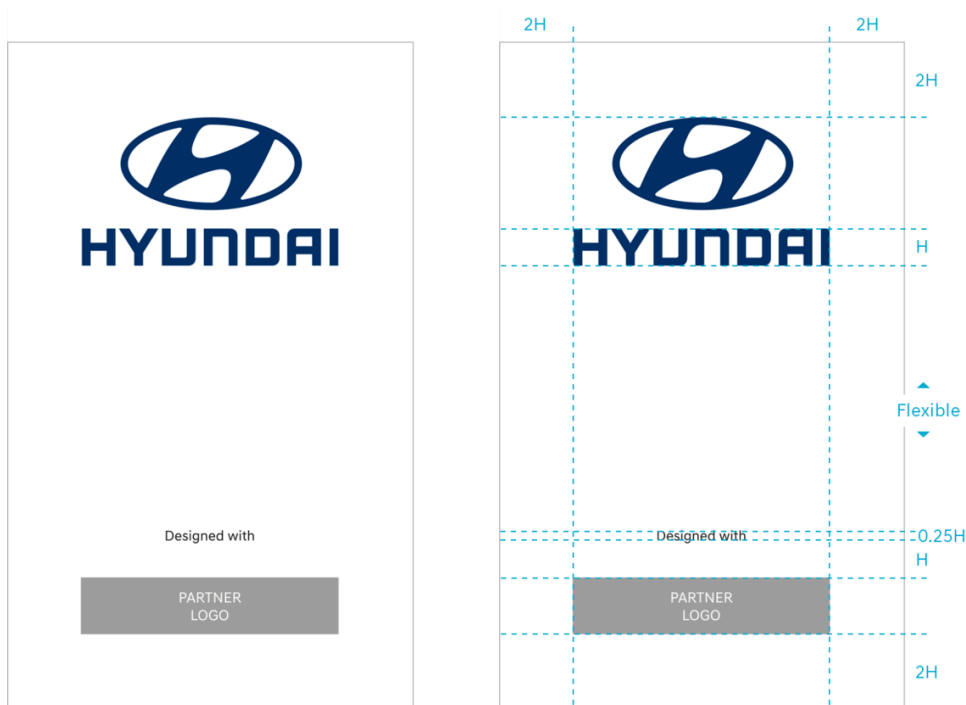 HYUNDAI
Designed with
PARTNER
LOGO
2H
2H
2H
HYUNDAI
H
Flexible
Designed with
0.25H
H
PARTNER
LOGO
2H